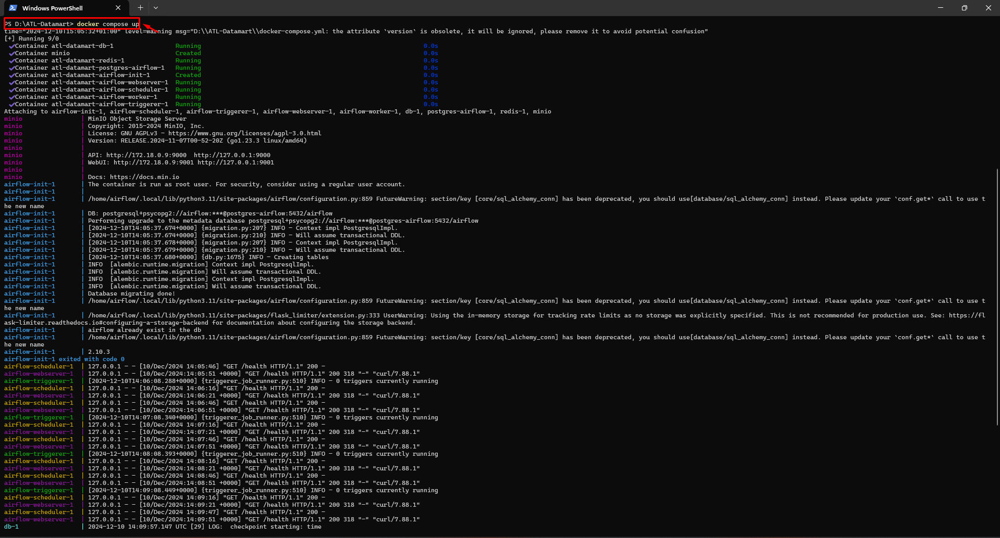 Windows PowerShell
PS D:\ATL-Datamart> docker compose up
time="2024-12-10T15:05:32+01:00" level=warning msg="D:\\ATL-Datamart\\docker-compose.yml: the attribute `version` is obsolete, it will be ignored, please remove it to avoid potential confusion"
[+] Running 9/0
✔Container atl-datamart-db-1 Running 0.0s
✔Container minio Created 0.0s
✔Container atl-datamart-redis-1 Running 0.0s
✔Container atl-datamart-postgres-airflow-1 Running 0.0s
✔Container atl-datamart-airflow-init-1 Created 0.0s
✔Container atl-datamart-airflow-webserver-1 Running 0.0s
✔Container atl-datamart-airflow-scheduler-1 Running 0.0s
✔Container atl-datamart-airflow-worker-1 Running 0.0s
✔Container atl-datamart-airflow-triggerer-1 Running 0.0s
Attaching to airflow-init-1, airflow-scheduler-1, airflow-triggerer-1, airflow-webserver-1, airflow-worker-1, db-1, postgres-airflow-1, redis-1, minio
minio | MinIO Object Storage Server
minio | Copyright: 2015-2024 MinIO, Inc.
minio | License: GNU AGPLv3 - https://www.gnu.org/licenses/agpl-3.0.html
minio | Version: RELEASE.2024-11-07T00-52-20Z (go1.23.3 linux/amd64)
minio |
minio | API: http://172.18.0.9:9000 http://127.0.0.1:9000
minio | WebUI: http://172.18.0.9:9001 http://127.0.0.1:9001
minio |
minio | Docs: https://docs.min.io
airflow-init-1 | The container is run as root user. For security, consider using a regular user account.
airflow-init-1 |
airflow-init-1 | /home/airflow/.local/lib/python3.11/site-packages/airflow/configuration.py:859 FutureWarning: section/key [core/sql_alchemy_conn] has been deprecated, you should use[database/sql_alchemy_conn] instead. Please update your `conf.get*` call to use t
he new name
airflow-init-1 | DB: postgresql+psycopg2://airflow:***@postgres-airflow:5432/airflow
airflow-init-1 | Performing upgrade to the metadata database postgresql+psycopg2://airflow:***@postgres-airflow:5432/airflow
airflow-init-1 | [2024-12-10T14:05:37.674+0000] {migration.py:207} INFO - Context impl PostgresqlImpl.
airflow-init-1 | [2024-12-10T14:05:37.674+0000] {migration.py:210} INFO - Will assume transactional DDL.
airflow-init-1 | [2024-12-10T14:05:37.678+0000] {migration.py:207} INFO - Context impl PostgresqlImpl.
airflow-init-1 | [2024-12-10T14:05:37.679+0000] {migration.py:210} INFO - Will assume transactional DDL.
airflow-init-1 | [2024-12-10T14:05:37.680+0000] {db.py:1675} INFO - Creating tables
airflow-init-1 | INFO [alembic.runtime.migration] Context impl PostgresqlImpl.
airflow-init-1 | INFO [alembic.runtime.migration] Will assume transactional DDL.
airflow-init-1 | INFO [alembic.runtime.migration] Context impl PostgresqlImpl.
airflow-init-1 | INFO [alembic.runtime.migration] Will assume transactional DDL.
airflow-init-1 | Database migrating done!
airflow-init-1 | /home/airflow/.local/lib/python3.11/site-packages/airflow/configuration.py:859 FutureWarning: section/key [core/sql_alchemy_conn] has been deprecated, you should use[database/sql_alchemy_conn] instead. Please update your `conf.get*` call to use t
he new name
airflow-init-1 | /home/airflow/.local/lib/python3.11/site-packages/flask_limiter/extension.py:333 UserWarning: Using the in-memory storage for tracking rate limits as no storage was explicitly specified. This is not recommended for production use. See: https://fl
ask-limiter.readthedocs.io#configuring-a-storage-backend for documentation about configuring the storage backend.
airflow-init-1 | airflow already exist in the db
airflow-init-1 | /home/airflow/.local/lib/python3.11/site-packages/airflow/configuration.py:859 FutureWarning: section/key [core/sql_alchemy_conn] has been deprecated, you should use[database/sql_alchemy_conn] instead. Please update your `conf.get*` call to use t
he new name
airflow-init-1 | 2.10.3
airflow-init-1 exited with code 0
airflow-scheduler-1 | 127.0.0.1 - - [10/Dec/2024 14:05:46] "GET /health HTTP/1.1" 200 -
airflow-webserver-1 | 127.0.0.1 - - [10/Dec/2024:14:05:51 +0000] "GET /health HTTP/1.1" 200 318 "-" "curl/7.88.1"
airflow-triggerer-1 | [2024-12-10T14:06:08.288+0000] {triggerer_job_runner.py:510} INFO - 0 triggers currently running
airflow-scheduler-1 | 127.0.0.1 - - [10/Dec/2024 14:06:16] "GET /health HTTP/1.1" 200 -
airflow-webserver-1 | 127.0.0.1 - - [10/Dec/2024:14:06:21 +0000] "GET /health HTTP/1.1" 200 318 "-" "curl/7.88.1"
airflow-scheduler-1 | 127.0.0.1 - - [10/Dec/2024 14:06:46] "GET /health HTTP/1.1" 200 -
airflow-webserver-1 | 127.0.0.1 - - [10/Dec/2024:14:06:51 +0000] "GET /health HTTP/1.1" 200 318 "-" "curl/7.88.1"
airflow-triggerer-1 | [2024-12-10T14:07:08.340+0000] {triggerer_job_runner.py:510} INFO - 0 triggers currently running
airflow-scheduler-1 | 127.0.0.1 - - [10/Dec/2024 14:07:16] "GET /health HTTP/1.1" 200 -
airflow-webserver-1 | 127.0.0.1 - - [10/Dec/2024:14:07:21 +0000] "GET /health HTTP/1.1" 200 318 "-" "curl/7.88.1"
airflow-scheduler-1 | 127.0.0.1 - - [10/Dec/2024 14:07:46] "GET /health HTTP/1.1" 200 -
airflow-webserver-1 | 127.0.0.1 - - [10/Dec/2024:14:07:51 +0000] "GET /health HTTP/1.1" 200 318 "-" "curl/7.88.1"
airflow-triggerer-1 | [2024-12-10T14:08:08.393+0000] {triggerer_job_runner.py:510} INFO - 0 triggers currently running
airflow-scheduler-1 | 127.0.0.1 - - [10/Dec/2024 14:08:16] "GET /health HTTP/1.1" 200 -
airflow-webserver-1 | 127.0.0.1 - - [10/Dec/2024:14:08:21 +0000] "GET /health HTTP/1.1" 200 318 "-" "curl/7.88.1"
airflow-scheduler-1 | 127.0.0.1 - - [10/Dec/2024 14:08:46] "GET /health HTTP/1.1" 200 -
airflow-webserver-1 | 127.0.0.1 - - [10/Dec/2024:14:08:51 +0000] "GET /health HTTP/1.1" 200 318 "-" "curl/7.88.1"
airflow-triggerer-1 | [2024-12-10T14:09:08.449+0000] {triggerer_job_runner.py:510} INFO - 0 triggers currently running
airflow-scheduler-1 | 127.0.0.1 - - [10/Dec/2024 14:09:16] "GET /health HTTP/1.1" 200 -
airflow-webserver-1 | 127.0.0.1 - - [10/Dec/2024:14:09:21 +0000] "GET /health HTTP/1.1" 200 318 "-" "curl/7.88.1"
airflow-scheduler-1 | 127.0.0.1 - - [10/Dec/2024 14:09:47] "GET /health HTTP/1.1" 200 -
airflow-webserver-1 | 127.0.0.1 - - [10/Dec/2024:14:09:51 +0000] "GET /health HTTP/1.1" 200 318 "-" "curl/7.88.1"
db-1 | 2024-12-10 14:09:57.147 UTC [29] LOG: checkpoint starting: time